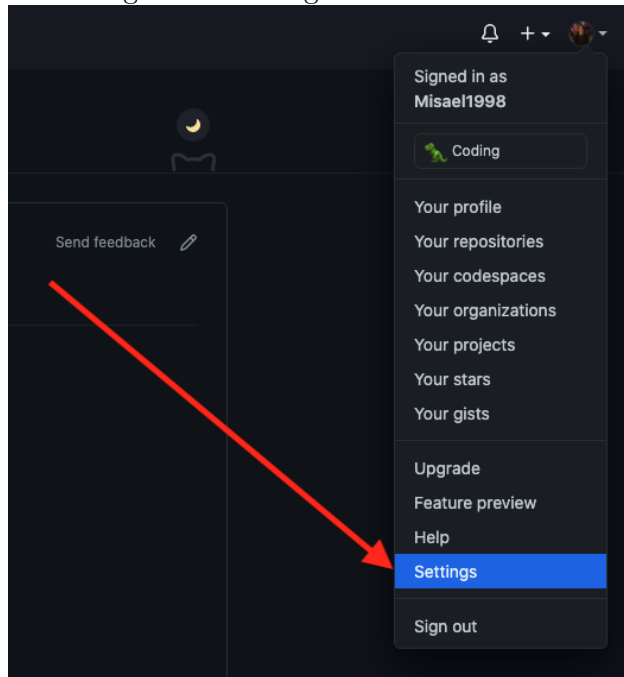 Signed in as
Misael1998
Coding
Send feedback
Your profile
Your repositories
Your codespaces
Your organizations
Your projects
Your stars
Your gists
Upgrade
Feature preview
Help
Settings
Sign out